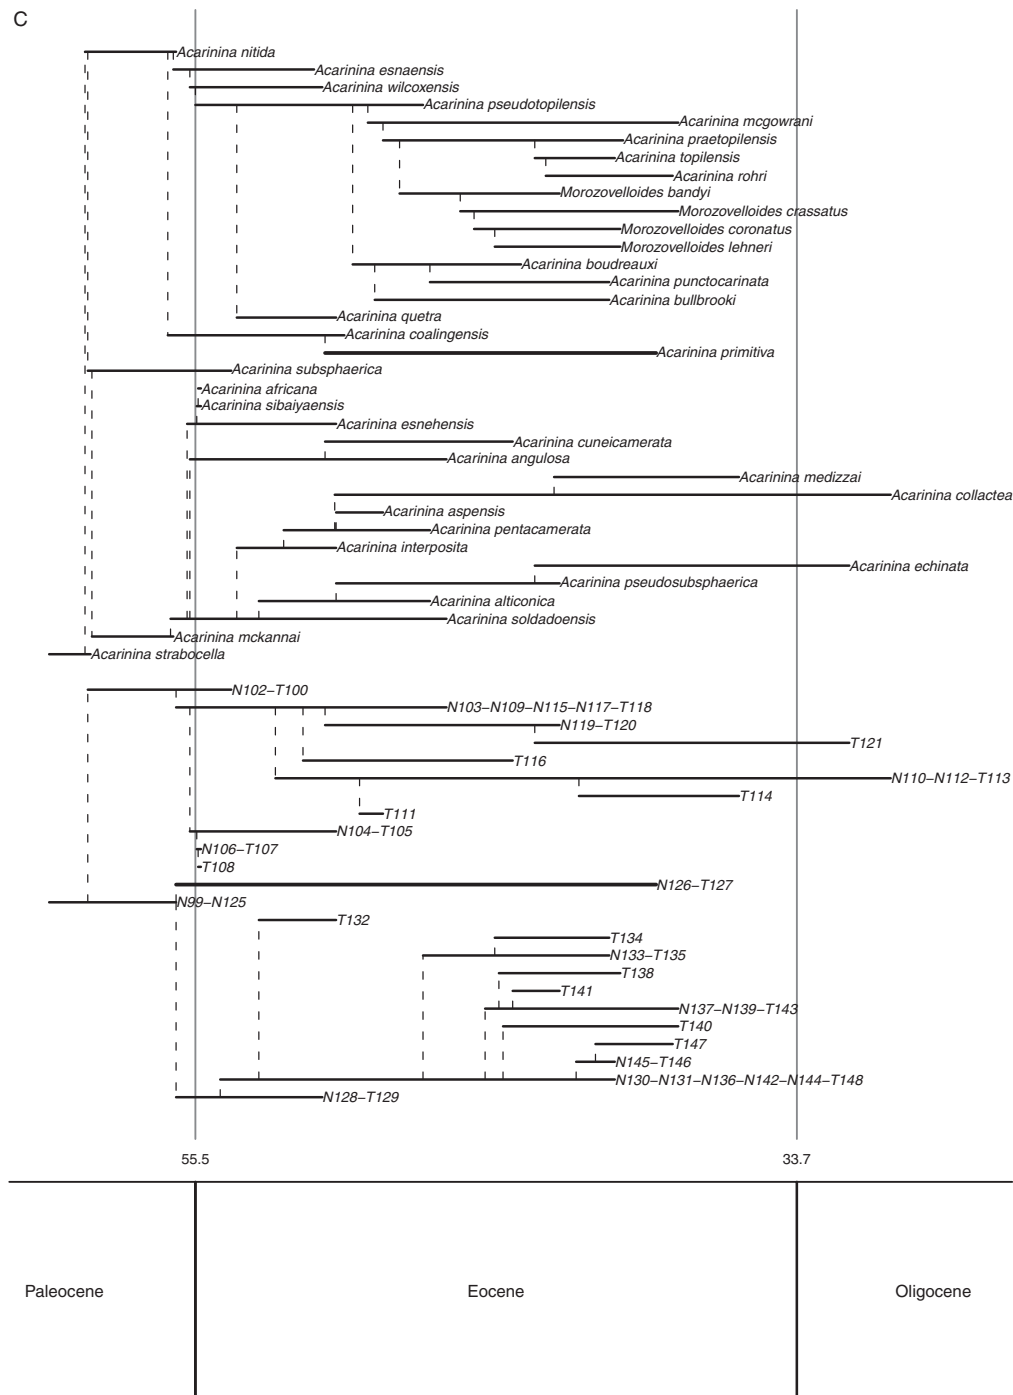 C
Acarinina nitida
Acarinina esnaensis
Acarinina wilcoxensis
Acarinina pseudotopilensis
Acarinina mcgowrani
Acarinina praetopilensis
Acarinina topilensis
Acarinina rohri
Morozovelloides bandyi
Morozovelloides crassatus
Morozovelloides coronatus
Morozovelloides lehneri
Acarinina boudreauxi
Acarinina punctocarinata
Acarinina bullbrooki
Acarinina quetra
Acarinina coalingensis
Acarinina primitiva
Acarinina subsphaerica
Acarinina africana
Acarinina sibaiyaensis
Acarinina esnehensis
Acarinina cuneicamerata
Acarinina angulosa
Acarinina medizzai
Acarinina collactea
Acarinina aspensis
Acarinina pentacamerata
Acarinina interposita
Acarinina echinata
Acarinina pseudosubsphaerica
Acarinina alticonica
Acarinina soldadoensis
Acarinina mckannai
Acarinina strabocella
N102–T100
N103–N109–N115–N117–T118
N119–T120
T121
T116
N110–N112–T113
T114
T111
N104–T105
N106–T107
T108
N126–T127
N99–N125
T132
T134
N133–T135
T138
T141
N137–N139–T143
T140
T147
N145–T146
N130–N131–N136–N142–N144–T148
N128–T129
55.5 33.7
Paleocene Eocene Oligocene